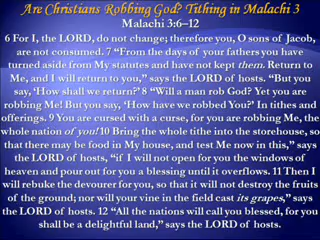 Are Christians Robbing God? Tithing in Malachi 3
Malachi 3:6–12
6 For I, the LORD, do not change; therefore you, O sons of Jacob,
are not consumed. 7 “From the days of your fathers you have
turned aside from My statutes and have not kept them. Return to
Me, and I will return to you,” says the LORD of hosts. “But you
say, ‘How shall we return?’ 8 “Will a man rob God? Yet you are
robbing Me! But you say, ‘How have we robbed You?’ In tithes and
offerings. 9 You are cursed with a curse, for you are robbing Me, the
whole nation of you! 10 Bring the whole tithe into the storehouse, so
that there may be food in My house, and test Me now in this,” says
the LORD of hosts, “if I will not open for you the windows of
heaven and pour out for you a blessing until it overflows. 11 Then I
will rebuke the devourer for you, so that it will not destroy the fruits
of the ground; nor will your vine in the field cast its grapes,” says
the LORD of hosts. 12 “All the nations will call you blessed, for you
shall be a delightful land,” says the LORD of hosts.